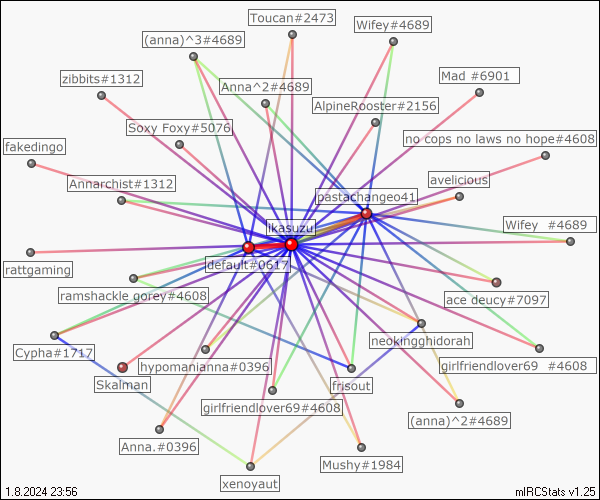 Toucan#2473
Wifey#4689
(anna)^3#4689
zibbits#1312
Mad #6901
Anna^2#4689
AlpineRooster#2156
Soxy Foxy#5076
no cops no laws no hope#4608
fakedingo
Annarchist#1312
avelicious
pastachangeo41
ikasuzu
Wifey #4689
default#0617
rattgaming
ramshackle gorey#4608
ace deucy#7097
neokingghidorah
Cypha#1717
hypomanianna#0396
girlfriendlover69 #4608
Skalman
frisout
girlfriendlover69#4608
(anna)^2#4689
Anna.#0396
Mushy#1984
xenoyaut
1.8.2024 23:56
mIRCStats v1.25